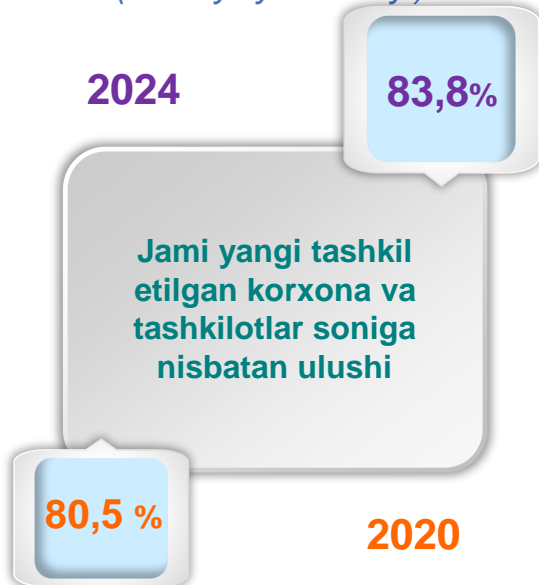 2024
83,8%
Jami yangi tashkil
etilgan korxona va
tashkilotlar soniga
nisbatan ulushi
80,5 %
2020